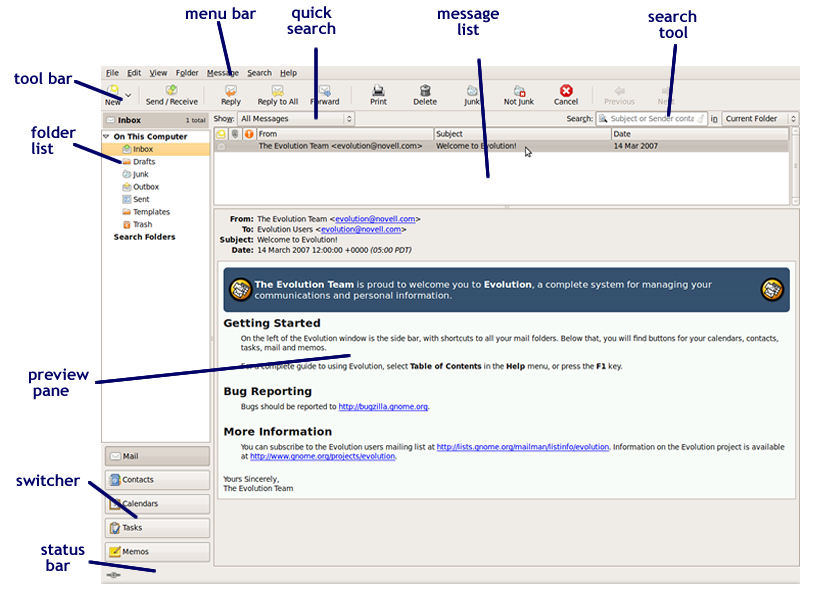 menu bar
quick
search
message
list
search
tool
tool bar
folder
list
preview
pane
switcher
status
bar
File Edit View Folder Message Search Help
New Send / Receive Reply Reply to All Forward Print Delete Junk Not Junk Cancel Previous
Inbox 1 total
Show: All Messages Search: Subject or Sender conta in Current Folder
On This Computer
Inbox
Drafts
Junk
Outbox
Sent
Templates
Trash
Search Folders
From Subject Date
The Evolution Team <evolution@novell.com> Welcome to Evolution! 14 Mar 2007
From: The Evolution Team <evolution@novell.com>
To: Evolution Users <evolution@novell.com>
Subject: Welcome to Evolution!
Date: 14 March 2007 12:00:00 +0000 (05:00 PDT)
The Evolution Team is proud to welcome you to Evolution, a complete system for managing your
communications and personal information.
Getting Started
On the left of the Evolution window is the side bar, with shortcuts to all your mail folders. Below that, you will find buttons for your calendars, contacts,
tasks, mail and memos.
For a complete guide to using Evolution, select Table of Contents in the Help menu, or press the F1 key.
Bug Reporting
Bugs should be reported to http://bugzilla.gnome.org.
More Information
You can subscribe to the Evolution users mailing list at http://lists.gnome.org/mailman/listinfo/evolution. Information on the Evolution project is available
at http://www.gnome.org/projects/evolution.
Yours Sincerely,
The Evolution Team
Mail
Contacts
Calendars
Tasks
Memos